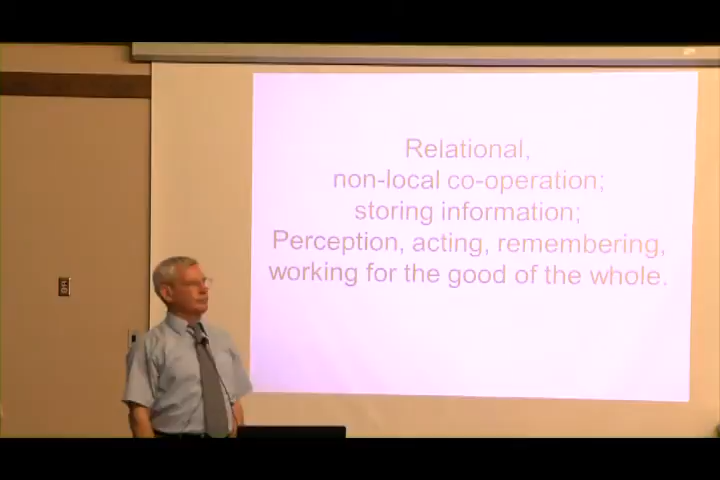 Relational,
non-local co-operation;
storing information;
Perception, acting, remembering,
working for the good of the whole.